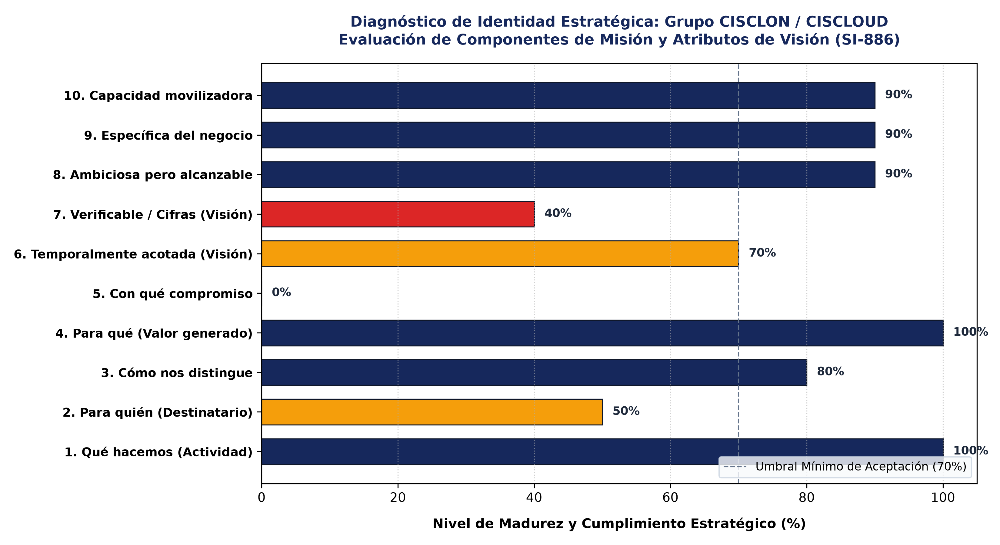 Diagnóstico de Identidad Estratégica: Grupo CISCLON / CISCLOUD
Evaluación de Componentes de Misión y Atributos de Visión (SI-886)
10. Capacidad movilizadora
90%
9. Específica del negocio
90%
8. Ambiciosa pero alcanzable
90%
7. Verificable / Cifras (Visión)
40%
6. Temporalmente acotada (Visión)
70%
5. Con qué compromiso
0%
4. Para qué (Valor generado)
100%
3. Cómo nos distingue
80%
2. Para quién (Destinatario)
50%
1. Qué hacemos (Actividad)
100%
Umbral Mínimo de Aceptación (70%)
0 20 40 60 80 100
Nivel de Madurez y Cumplimiento Estratégico (%)